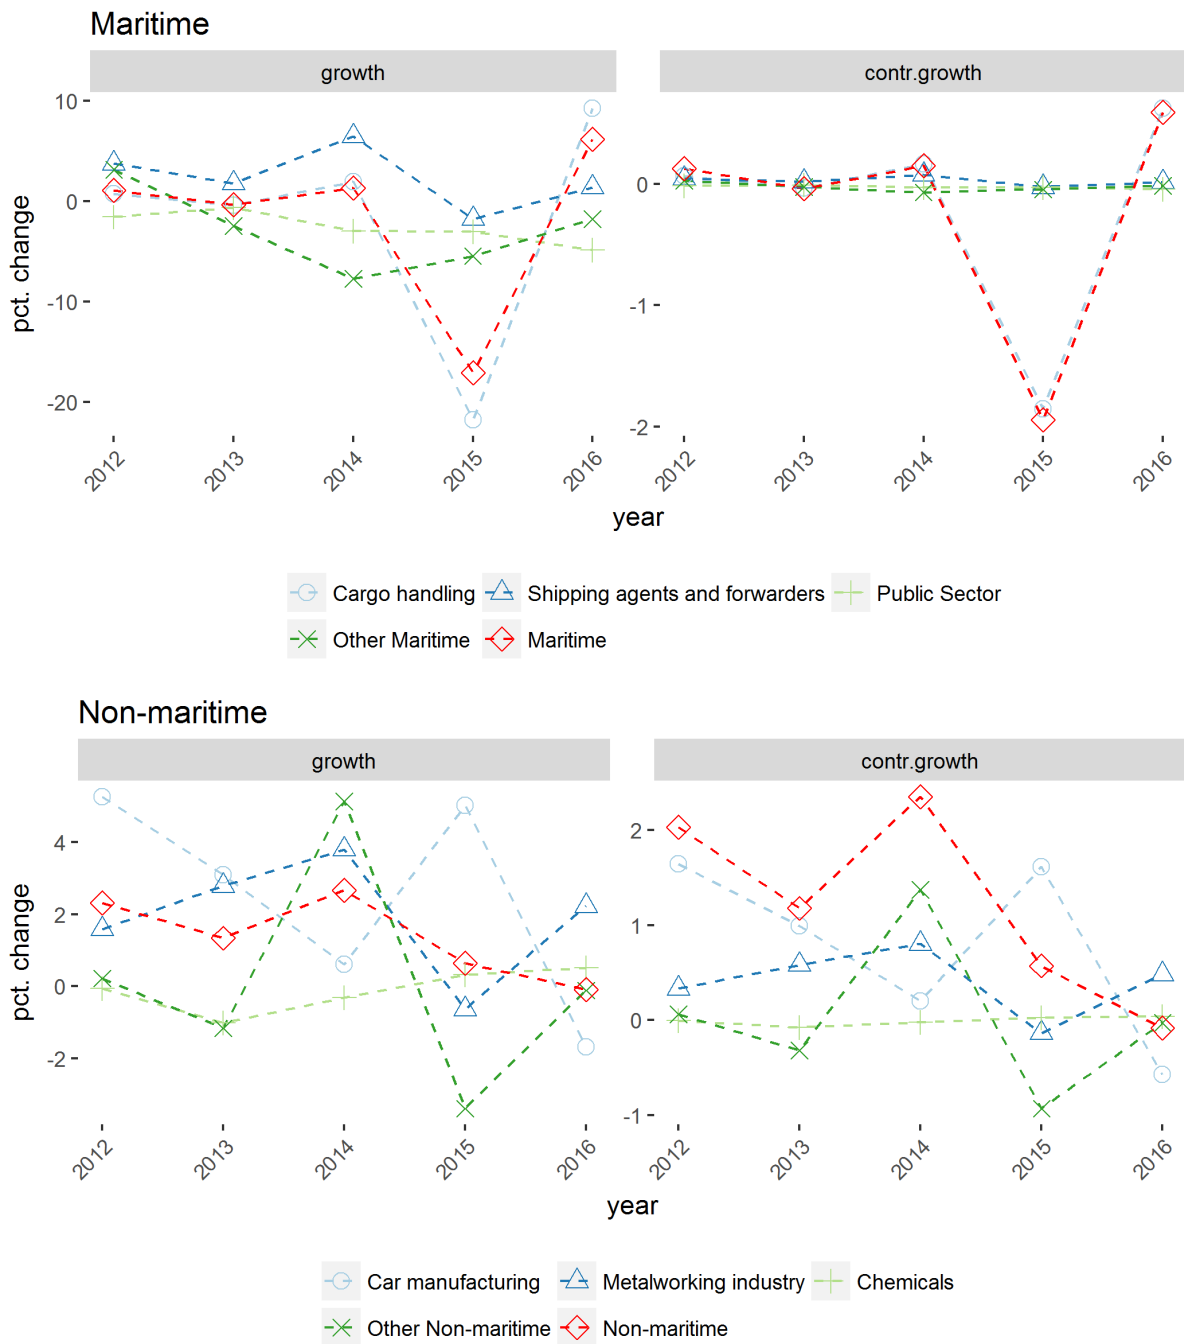 Maritime
growth
contr.growth
pct. change
10
0
-10
-20
0
-1
-2
2012
2013
2014
2015
2016
2012
2013
2014
2015
2016
year
Cargo handling
Shipping agents and forwarders
Public Sector
Other Maritime
Maritime
Non-maritime
growth
contr.growth
pct. change
4
2
0
-2
2
1
0
-1
2012
2013
2014
2015
2016
2012
2013
2014
2015
2016
year
Car manufacturing
Metalworking industry
Chemicals
Other Non-maritime
Non-maritime